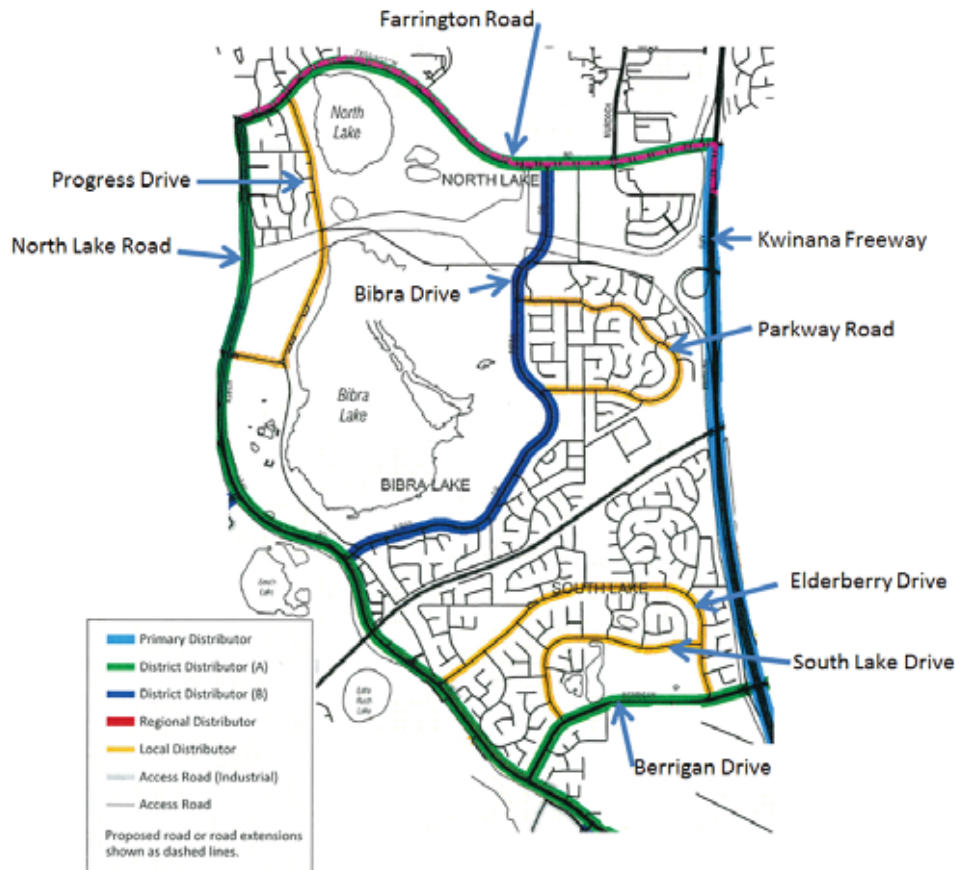 Farrington Road
North
Lake
NORTH LAKE
Progress Drive
North Lake Road
Kwinana Freeway
Bibra Drive
Parkway Road
Bibra
Lake
BIBRA LAKE
SOUTH LAKE
Elderberry Drive
South Lake Drive
Berrigan Drive
Primary Distributor
District Distributor (A)
District Distributor (B)
Regional Distributor
Local Distributor
Access Road (Industrial)
Access Road
Proposed road or road extensions
shown as dashed lines.